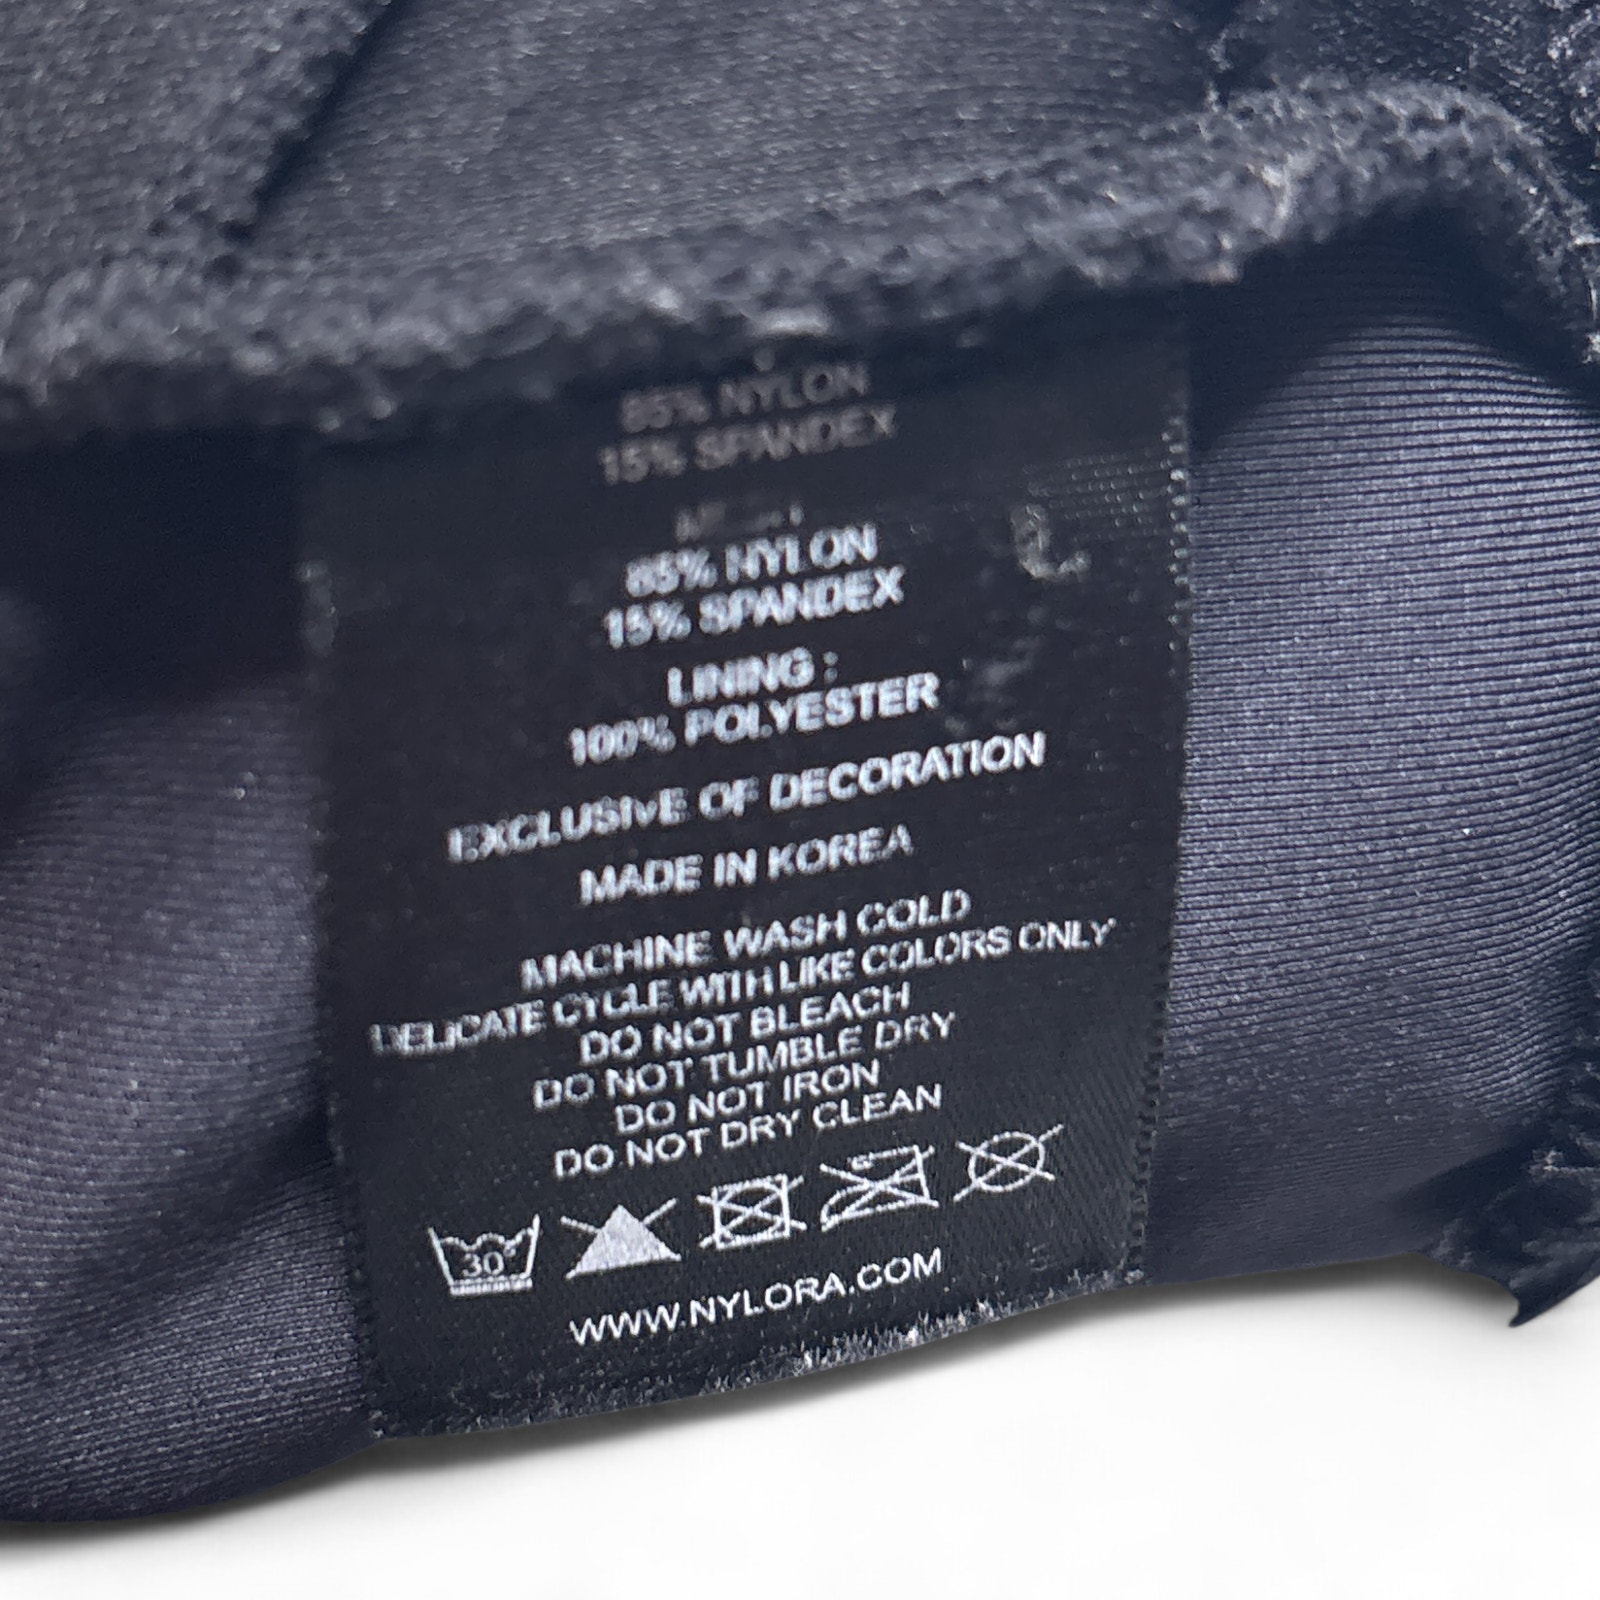 85% NYLON
15% SPANDEX
85% NYLON
15% SPANDEX
LINING :
100% POLYESTER
EXCLUSIVE OF DECORATION
MADE IN KOREA
MACHINE WASH COLD
DELICATE CYCLE WITH LIKE COLORS ONLY
DO NOT BLEACH
DO NOT TUMBLE DRY
DO NOT IRON
DO NOT DRY CLEAN
30°
WWW.NYLORA.COM